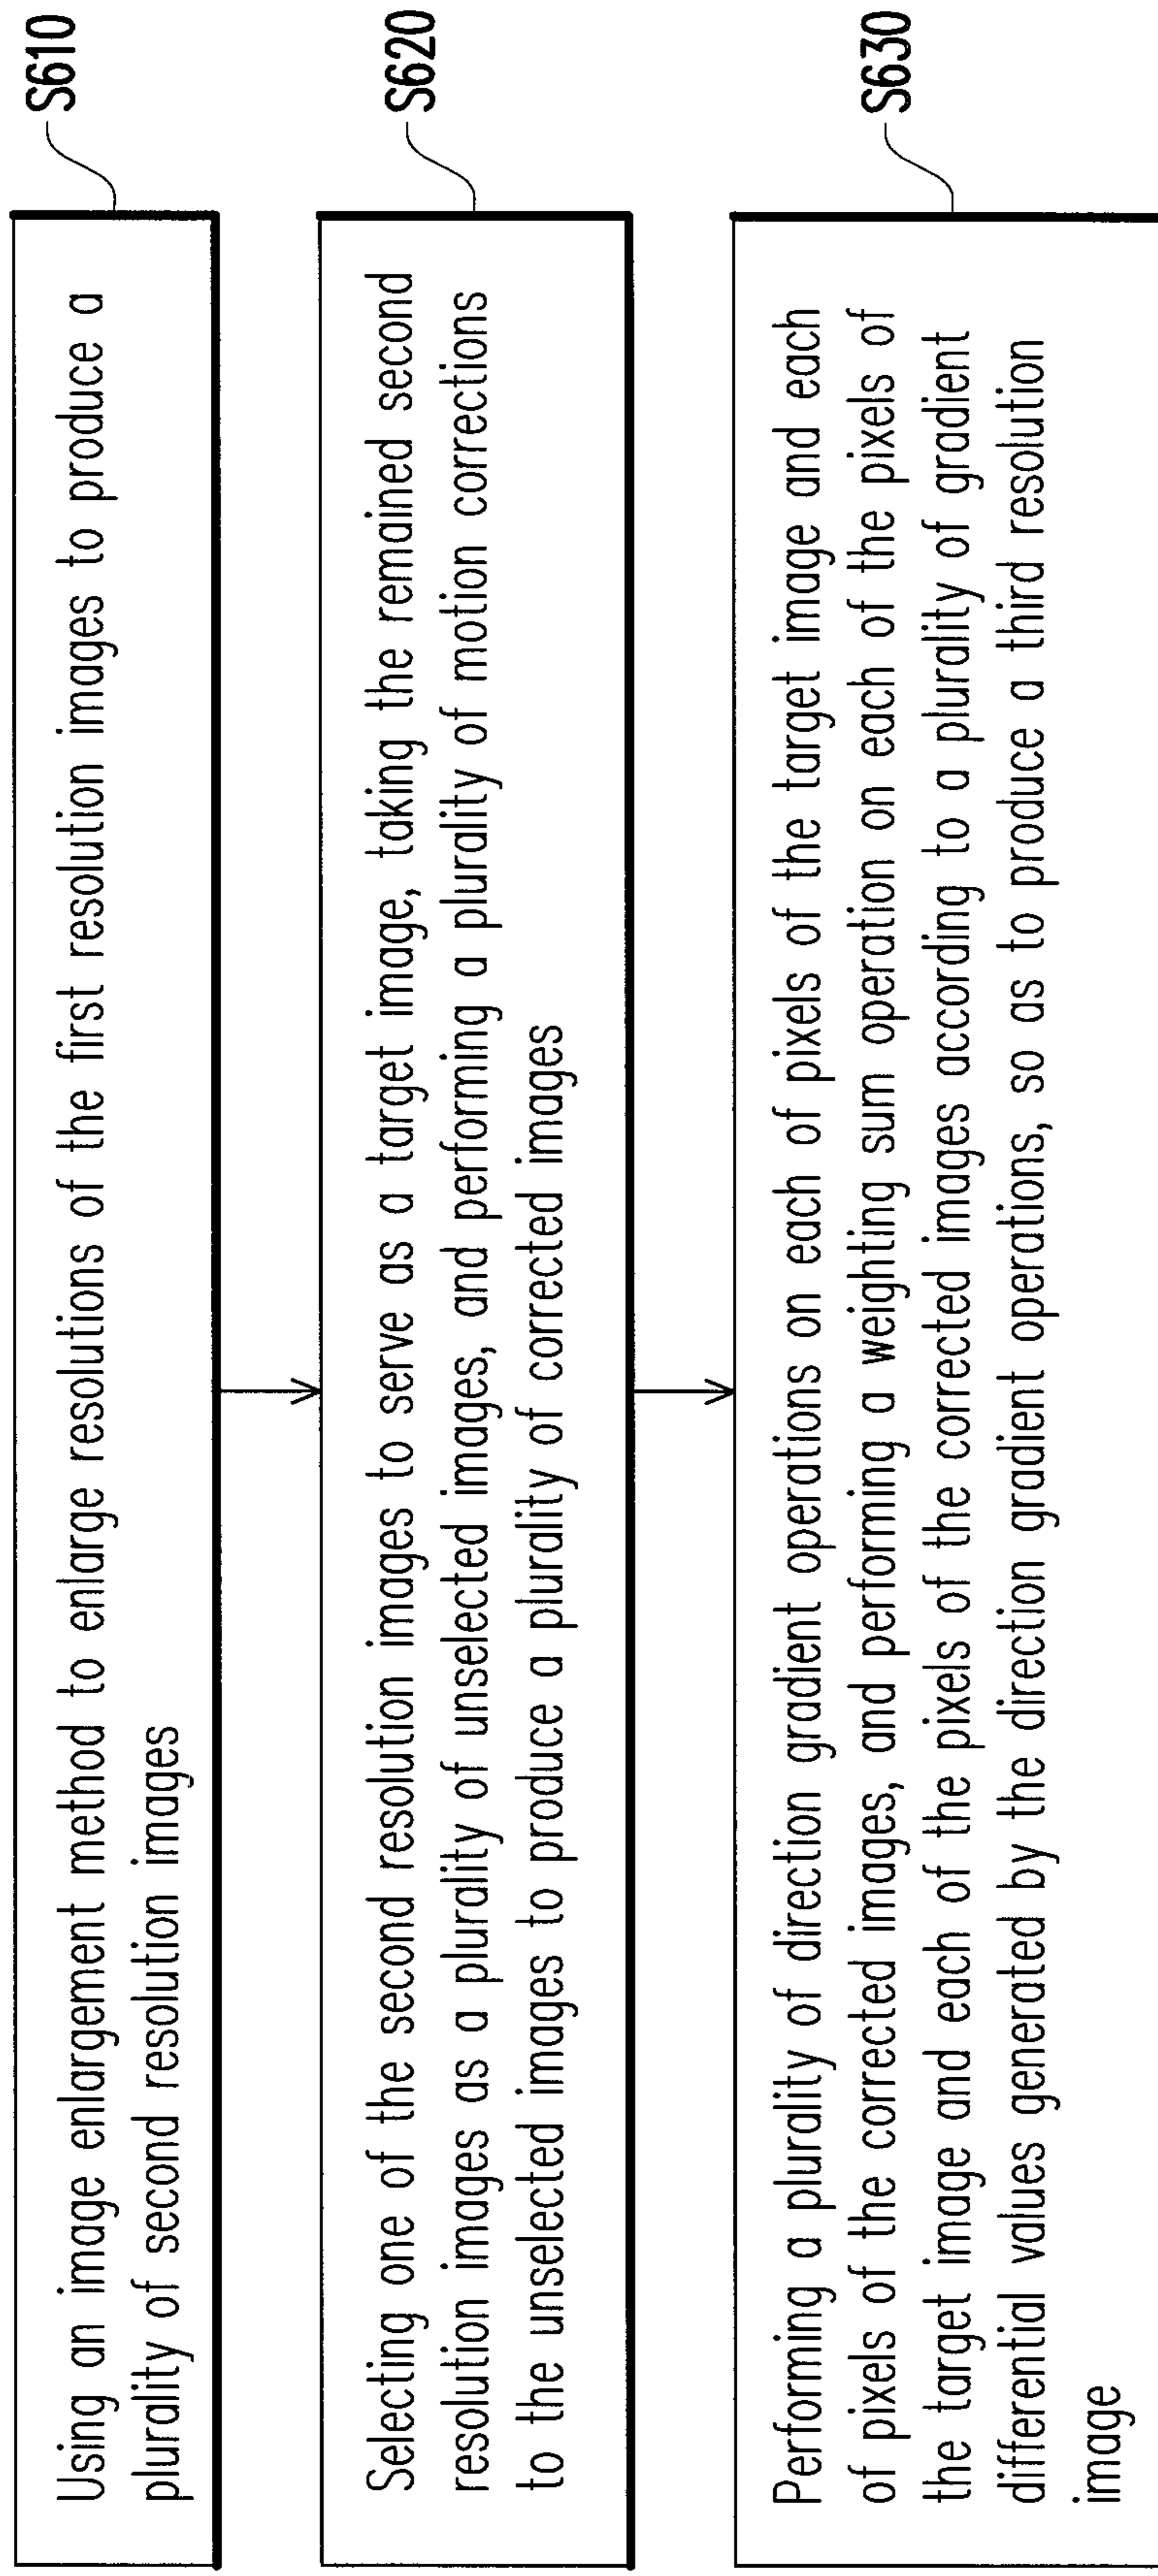 Using an image enlargement method to enlarge resolutions of the first resolution images to produce a
plurality of second resolution images
S610
Selecting one of the second resolution images to serve as a target image, taking the remained second
resolution images as a plurality of unselected images, and performing a plurality of motion corrections
to the unselected images to produce a plurality of corrected images
S620
Performing a plurality of direction gradient operations on each of pixels of the target image and each
of pixels of the corrected images, and performing a weighting sum operation on each of the pixels of
the target image and each of the pixels of the corrected images according to a plurality of gradient
differential values generated by the direction gradient operations, so as to produce a third resolution
image
S630